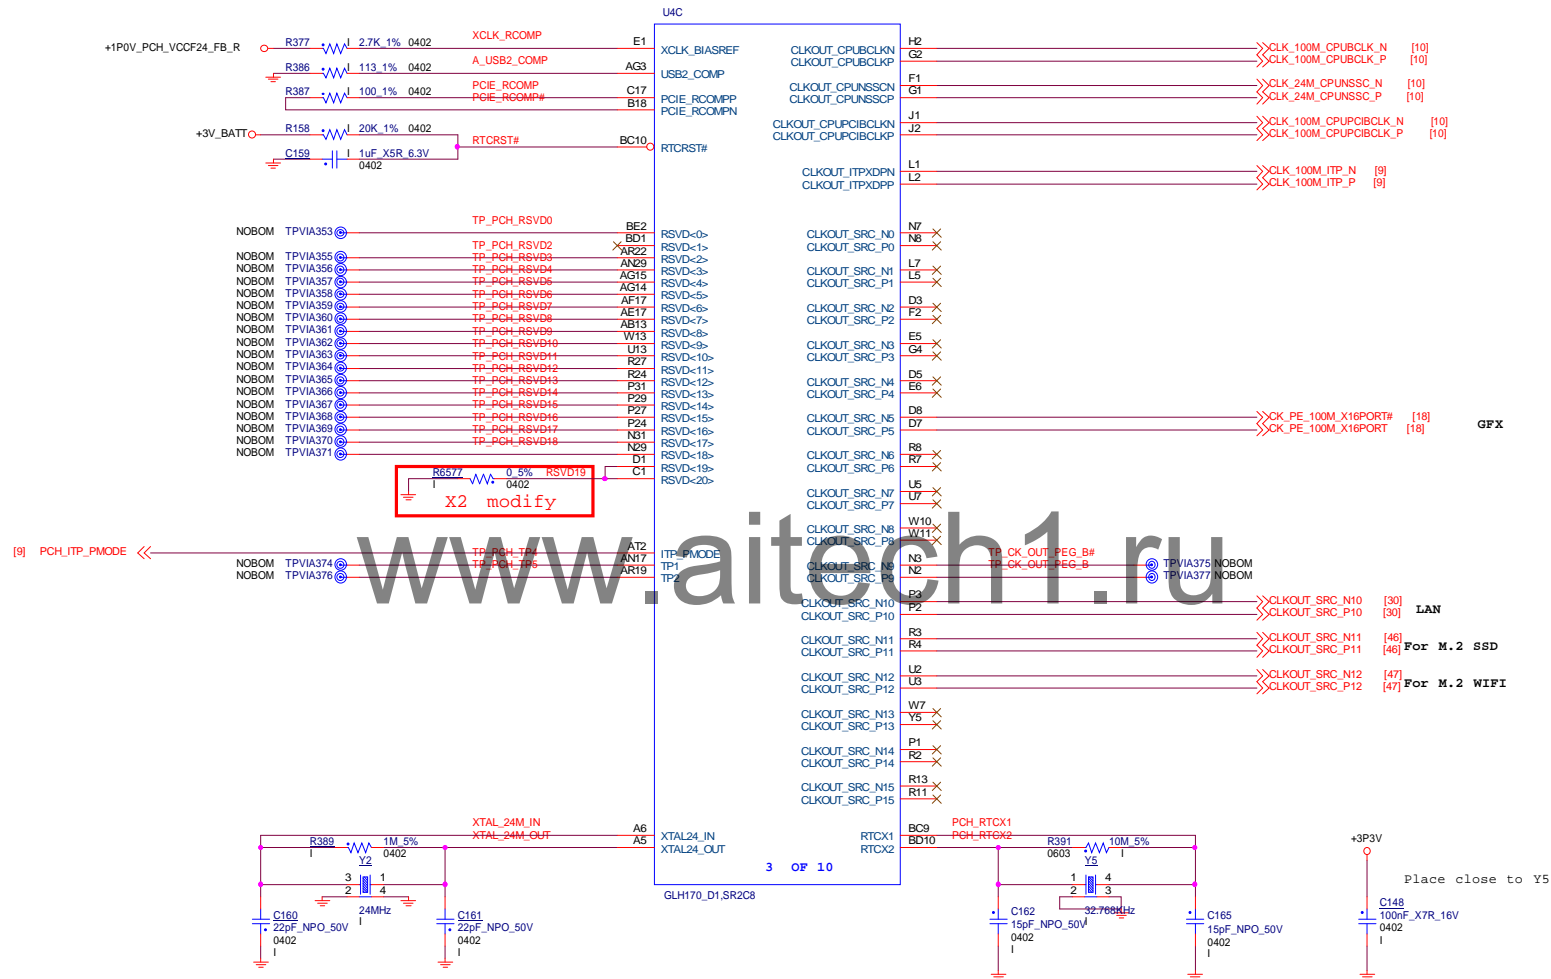 U4C
+1P0V_PCH_VCCF24_FB_R R377 I 2.7K_1% 0402 XCLK_RCOMP E1 XCLK_BIASREF
R386 I 113_1% 0402 A_USB2_COMP AG3 USB2_COMP
R387 I 100_1% 0402 PCIE_RCOMP C17 PCIE_RCOMPP
PCIE_RCOMP# B18 PCIE_RCOMPN
+3V_BATT R158 I 20K_1% 0402
RTCRST# BC10 RTCRST#
C159 I 1uF_X5R_6.3V
0402
H2 CLKOUT_CPUBCLKN CLK_100M_CPUBCLK_N [10]
G2 CLKOUT_CPUBCLKP CLK_100M_CPUBCLK_P [10]
F1 CLKOUT_CPUNSSCN CLK_24M_CPUNSSC_N [10]
G1 CLKOUT_CPUNSSCP CLK_24M_CPUNSSC_P [10]
J1 CLKOUT_CPUPCIBCLKN CLK_100M_CPUPCIBCLK_N [10]
J2 CLKOUT_CPUPCIBCLKP CLK_100M_CPUPCIBCLK_P [10]
L1 CLKOUT_ITPXDPN CLK_100M_ITP_N [9]
L2 CLKOUT_ITPXDPP CLK_100M_ITP_P [9]
NOBOM TPVIA353 TP_PCH_RSVD0 BE2 RSVD<0>
BD1 RSVD<1>
NOBOM TPVIA355 TP_PCH_RSVD2 AR22 RSVD<2>
NOBOM TPVIA356 TP_PCH_RSVD3 AN29 RSVD<3>
NOBOM TPVIA357 TP_PCH_RSVD4 AG15 RSVD<4>
NOBOM TPVIA358 TP_PCH_RSVD5 AG14 RSVD<5>
NOBOM TPVIA359 TP_PCH_RSVD6 AF17 RSVD<6>
NOBOM TPVIA360 TP_PCH_RSVD7 AE17 RSVD<7>
NOBOM TPVIA361 TP_PCH_RSVD8 AB13 RSVD<8>
NOBOM TPVIA362 TP_PCH_RSVD9 W13 RSVD<9>
NOBOM TPVIA363 TP_PCH_RSVD10 U13 RSVD<10>
NOBOM TPVIA364 TP_PCH_RSVD11 R27 RSVD<11>
NOBOM TPVIA365 TP_PCH_RSVD12 R24 RSVD<12>
NOBOM TPVIA366 TP_PCH_RSVD13 P31 RSVD<13>
NOBOM TPVIA367 TP_PCH_RSVD14 P29 RSVD<14>
NOBOM TPVIA368 TP_PCH_RSVD15 P27 RSVD<15>
NOBOM TPVIA369 TP_PCH_RSVD16 P24 RSVD<16>
NOBOM TPVIA370 TP_PCH_RSVD17 N31 RSVD<17>
NOBOM TPVIA371 TP_PCH_RSVD18 N29 RSVD<18>
D1 RSVD<19>
R6577 0_5% RSVD19 C1 RSVD<20>
I 0402
X2 modify
[9] PCH_ITP_PMODE AT2 ITP_PMODE
NOBOM TPVIA374 TP_PCH_TP4 AN17 TP1
NOBOM TPVIA376 TP_PCH_TP5 AR19 TP2
CLKOUT_SRC_N0 N7
CLKOUT_SRC_P0 N8
CLKOUT_SRC_N1 L7
CLKOUT_SRC_P1 L5
CLKOUT_SRC_N2 D3
CLKOUT_SRC_P2 F2
CLKOUT_SRC_N3 E5
CLKOUT_SRC_P3 G4
CLKOUT_SRC_N4 D5
CLKOUT_SRC_P4 E6
CLKOUT_SRC_N5 D8 CK_PE_100M_X16PORT# [18]
CLKOUT_SRC_P5 D7 CK_PE_100M_X16PORT [18]
GFX
CLKOUT_SRC_N6 R8
CLKOUT_SRC_P6 R7
CLKOUT_SRC_N7 U5
CLKOUT_SRC_P7 U7
CLKOUT_SRC_N8 W10
CLKOUT_SRC_P8 W11
CLKOUT_SRC_N9 N3 TP_CK_OUT_PEG_B# TPVIA375 NOBOM
CLKOUT_SRC_P9 N2 TP_CK_OUT_PEG_B TPVIA377 NOBOM
www.aitech1.ru
CLKOUT_SRC_N10 P3 CLKOUT_SRC_N10 [30]
CLKOUT_SRC_P10 P2 CLKOUT_SRC_P10 [30]
LAN
CLKOUT_SRC_N11 R3 CLKOUT_SRC_N11 [46]
CLKOUT_SRC_P11 R4 CLKOUT_SRC_P11 [46]
For M.2 SSD
CLKOUT_SRC_N12 U2 CLKOUT_SRC_N12 [47]
CLKOUT_SRC_P12 U3 CLKOUT_SRC_P12 [47]
For M.2 WIFI
CLKOUT_SRC_N13 W7
CLKOUT_SRC_P13 Y5
CLKOUT_SRC_N14 P1
CLKOUT_SRC_P14 R2
CLKOUT_SRC_N15 R13
CLKOUT_SRC_P15 R11
XTAL_24M_IN A6 XTAL24_IN
XTAL_24M_OUT A5 XTAL24_OUT
R389 1M_5%
I 0402
Y2
3 1
2 4
24MHz
I
C160
22pF_NPO_50V
0402
I
C161
22pF_NPO_50V
0402
I
3 OF 10
GLH170_D1,SR2C8
RTCX1 BC9 PCH_RTCX1
RTCX2 BD10 PCH_RTCX2
R391 10M_5%
0603 I
Y5
1 4
2 3
32.768KHz
I
C162
15pF_NPO_50V
0402
I
C165
15pF_NPO_50V
0402
I
+3P3V
Place close to Y5
C148
100nF_X7R_16V
0402
I